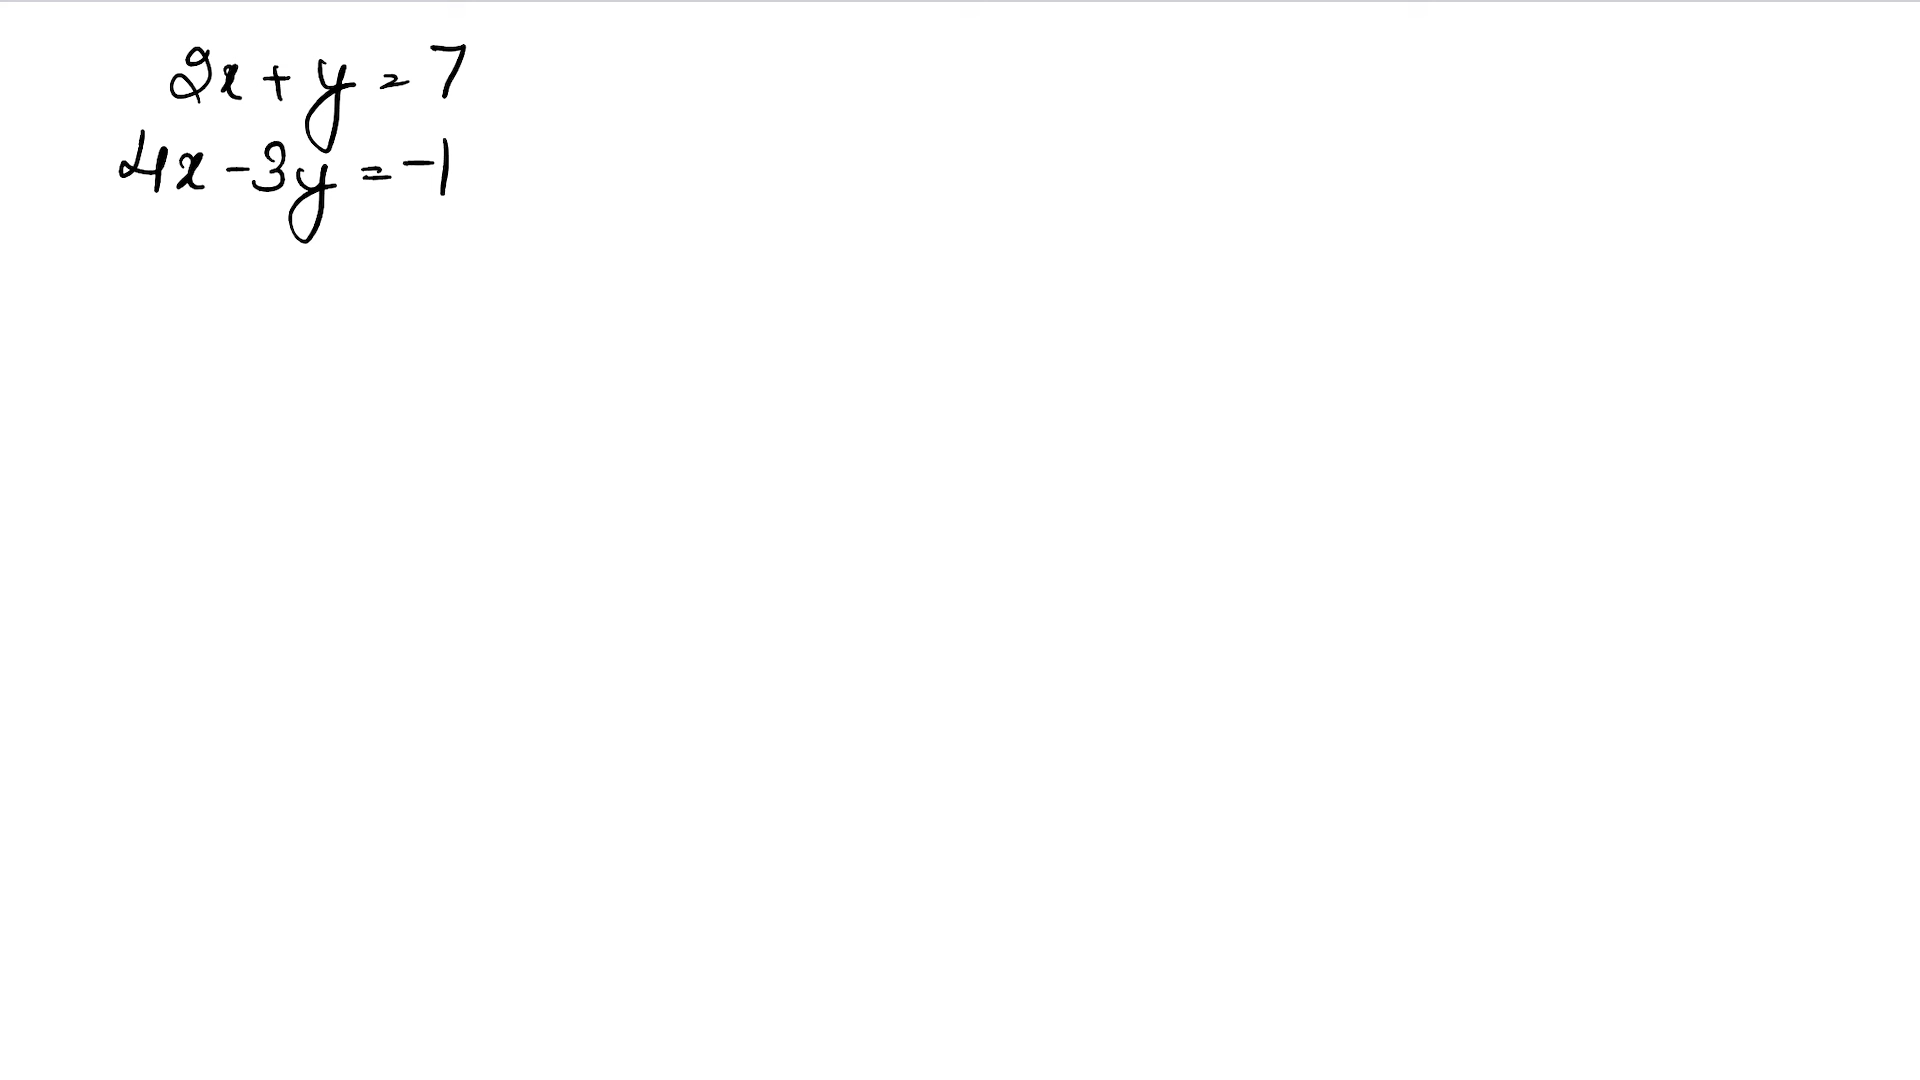 2x + y = 7
4x - 3y = -1